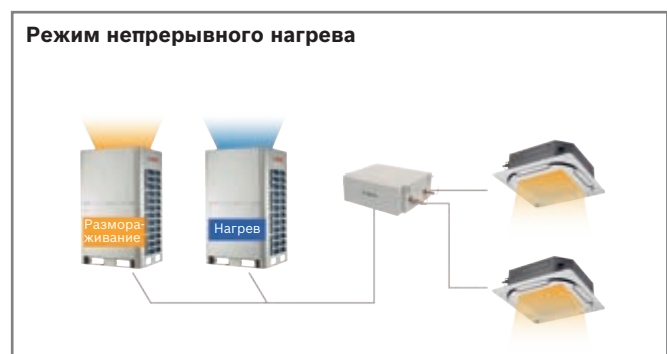 Режим непрерывного нагрева
Размора-
живание
Нагрев